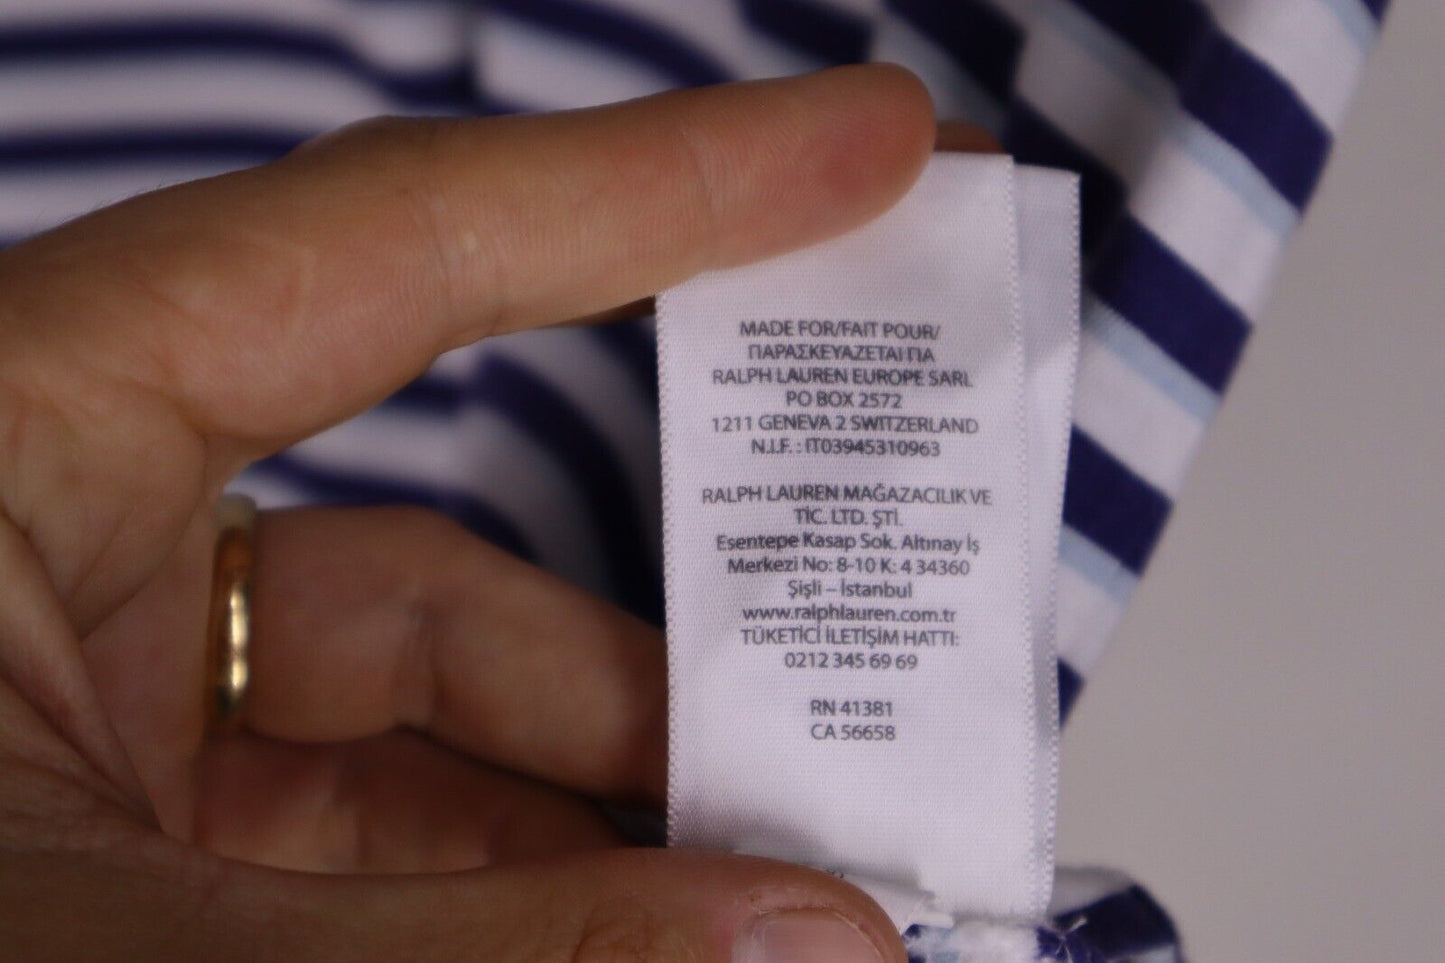 MADE FOR/FAIT POUR/
ΠΑΡΑΣΚΕΥΑΖΕΤΑΙ ΓΙΑ
RALPH LAUREN EUROPE SARL
PO BOX 2572
1211 GENEVA 2 SWITZERLAND
N.I.F. : IT03945310963
RALPH LAUREN MAĞAZACILIK VE
TİC. LTD. ŞTİ.
Esentepe Kasap Sok. Altınay İş
Merkezi No: 8-10 K: 4 34360
Şişli – İstanbul
www.ralphlauren.com.tr
TÜKETİCİ İLETİŞİM HATTI:
0212 345 69 69
RN 41381
CA 56658